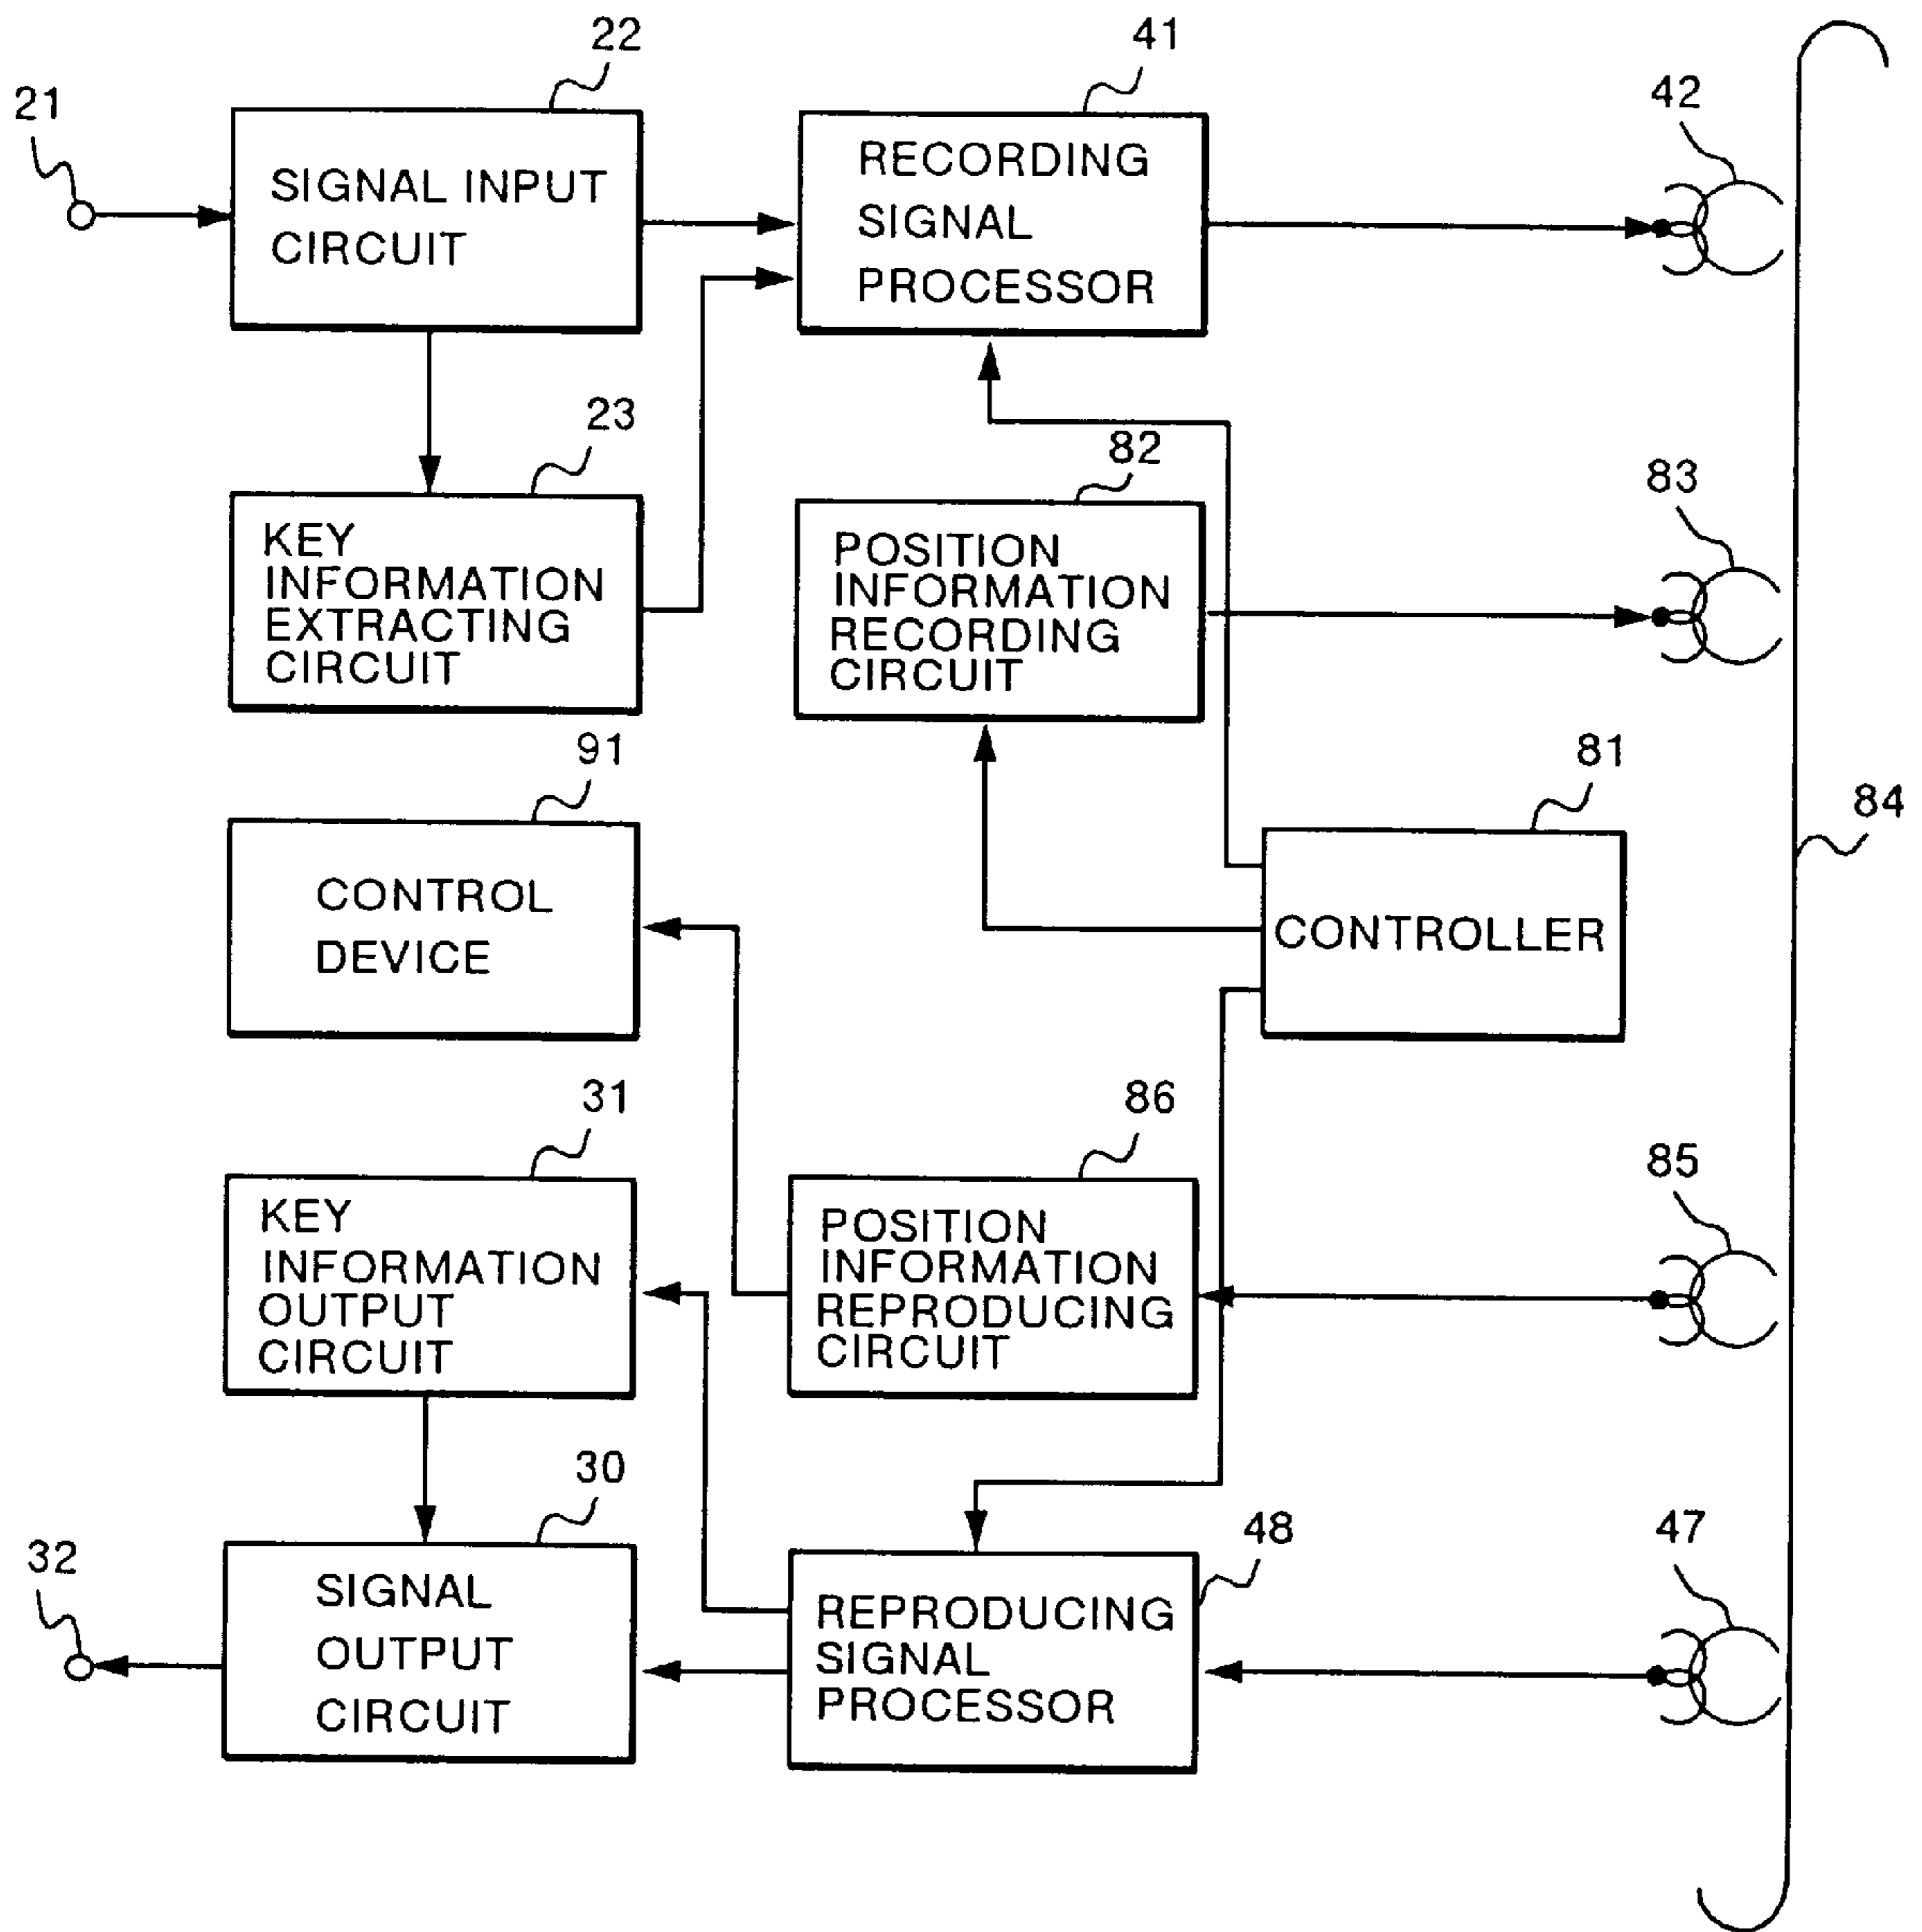 22
41
42
21
SIGNAL INPUT
CIRCUIT
RECORDING
SIGNAL
PROCESSOR
23
82
83
KEY
INFORMATION
EXTRACTING
CIRCUIT
POSITION
INFORMATION
RECORDING
CIRCUIT
91
81
84
CONTROL
DEVICE
CONTROLLER
31
86
85
KEY
INFORMATION
OUTPUT
CIRCUIT
POSITION
INFORMATION
REPRODUCING
CIRCUIT
30
48
47
32
SIGNAL
OUTPUT
CIRCUIT
REPRODUCING
SIGNAL
PROCESSOR